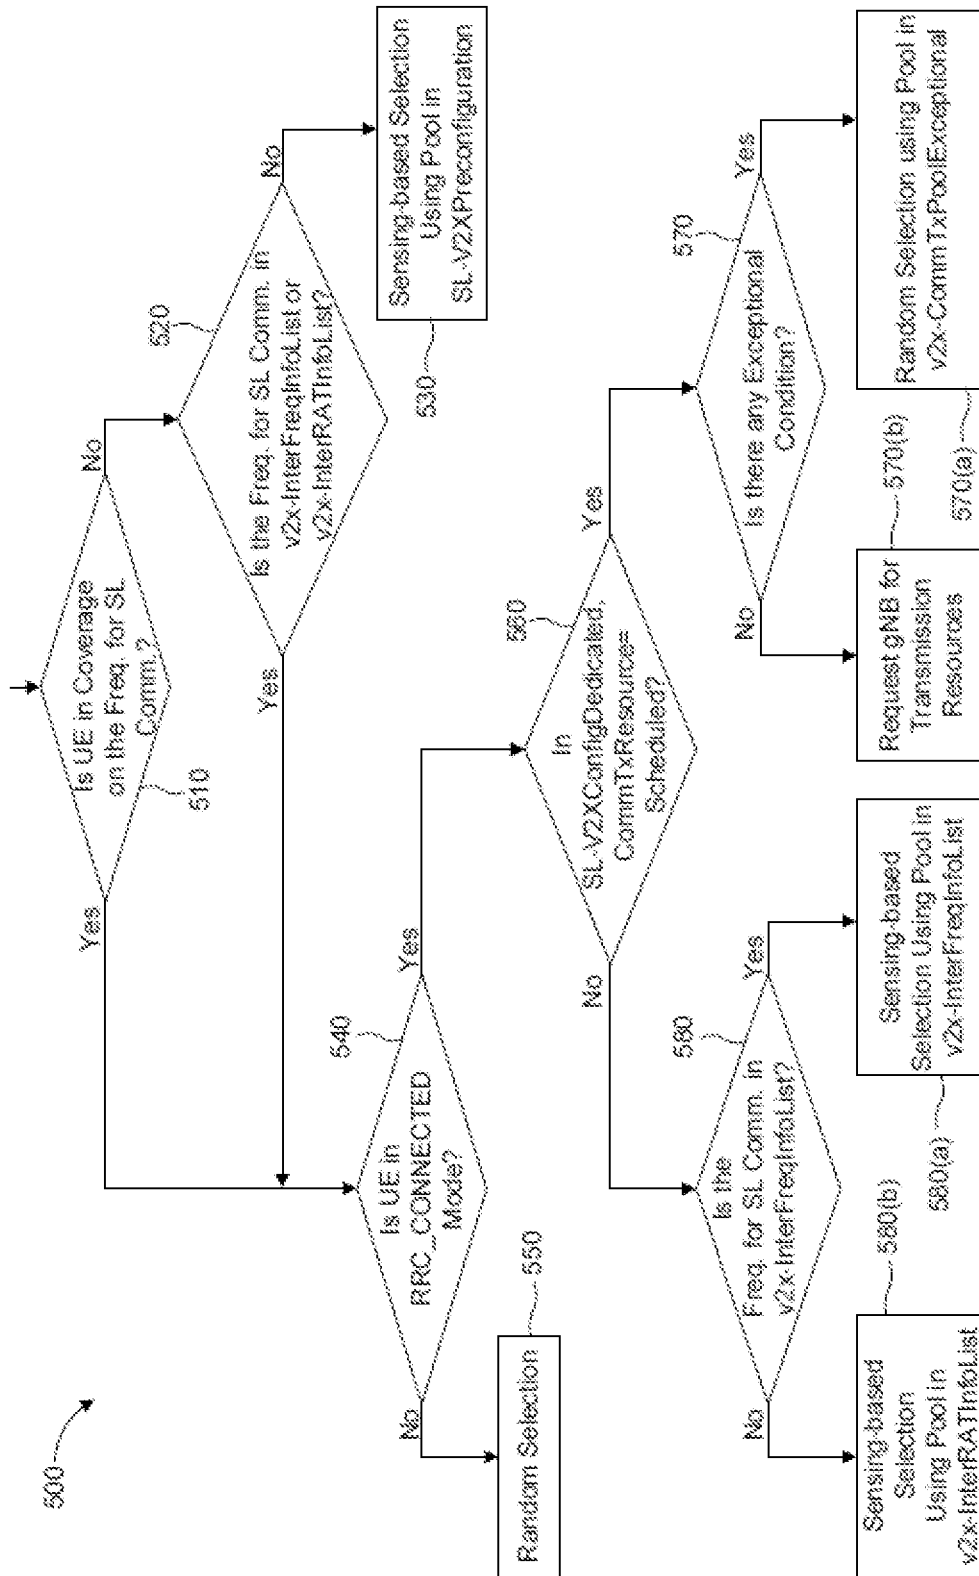 500
Is UE in Coverage
on the Freq. for SL
Comm.?
510
Yes
No
Is the Freq. for SL Comm. in
v2x-InterFreqInfoList or
v2x-InterRATInfoList?
520
Yes
No
Sensing-based Selection
Using Pool in
SL-V2XPreconfiguration
530
Is UE in
RRC_CONNECTED
Mode?
540
No
Yes
Random Selection
550
In
SL-V2XConfigDedicated,
CommTxResource=
Scheduled?
560
No
Yes
Is the
Freq. for SL Comm. in
v2x-InterFreqInfoList?
580
No
Yes
Is there any Exceptional
Condition?
570
No
Yes
Sensing-based
Selection
Using Pool in
v2x-InterRATInfoList
580(b)
Sensing-based
Selection Using Pool in
v2x-InterFreqInfoList
580(a)
Request gNB for
Transmission
Resources
570(b)
Random Selection using Pool in
v2x-CommTxPoolExceptional
570(a)